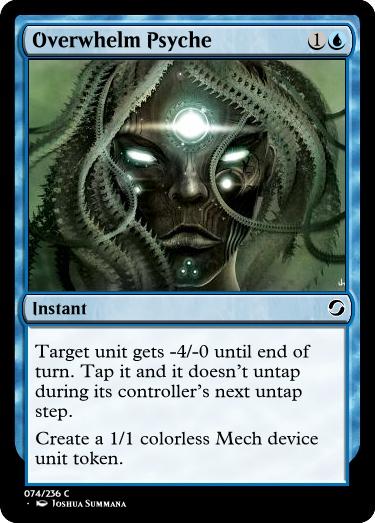 Overwhelm Psyche 1
Instant
Target unit gets -4/-0 until end of
turn. Tap it and it doesn't untap
during its controller's next untap
step.
Create a 1/1 colorless Mech device
unit token.
074/236 C
· Joshua Summana